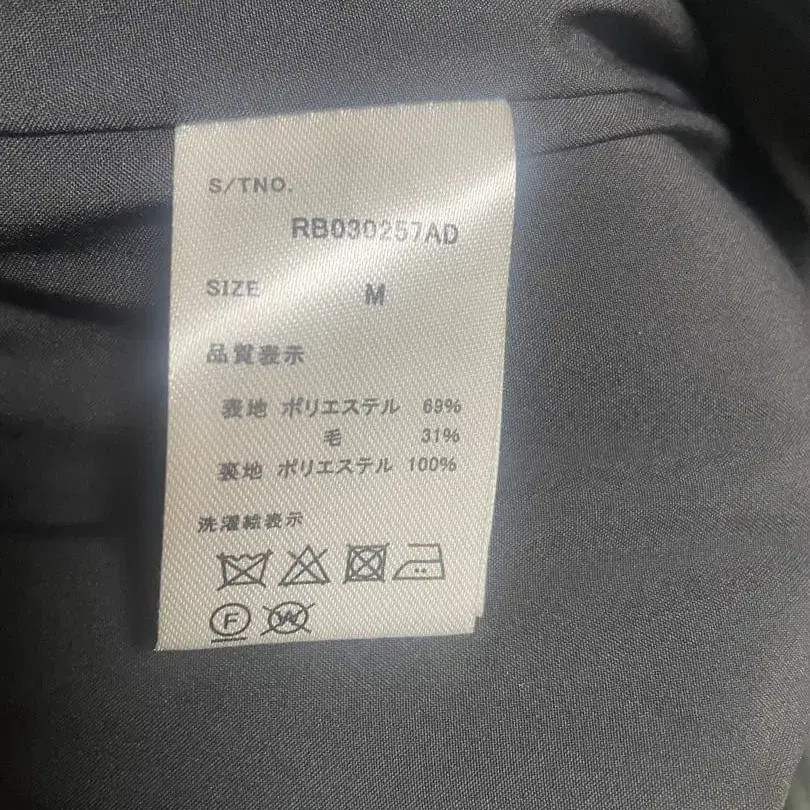 S/TNO.
RB030257AD
SIZE M
品質表示
表地 ポリエステル 69%
毛 31%
裏地 ポリエステル 100%
洗濯絵表示
F
W